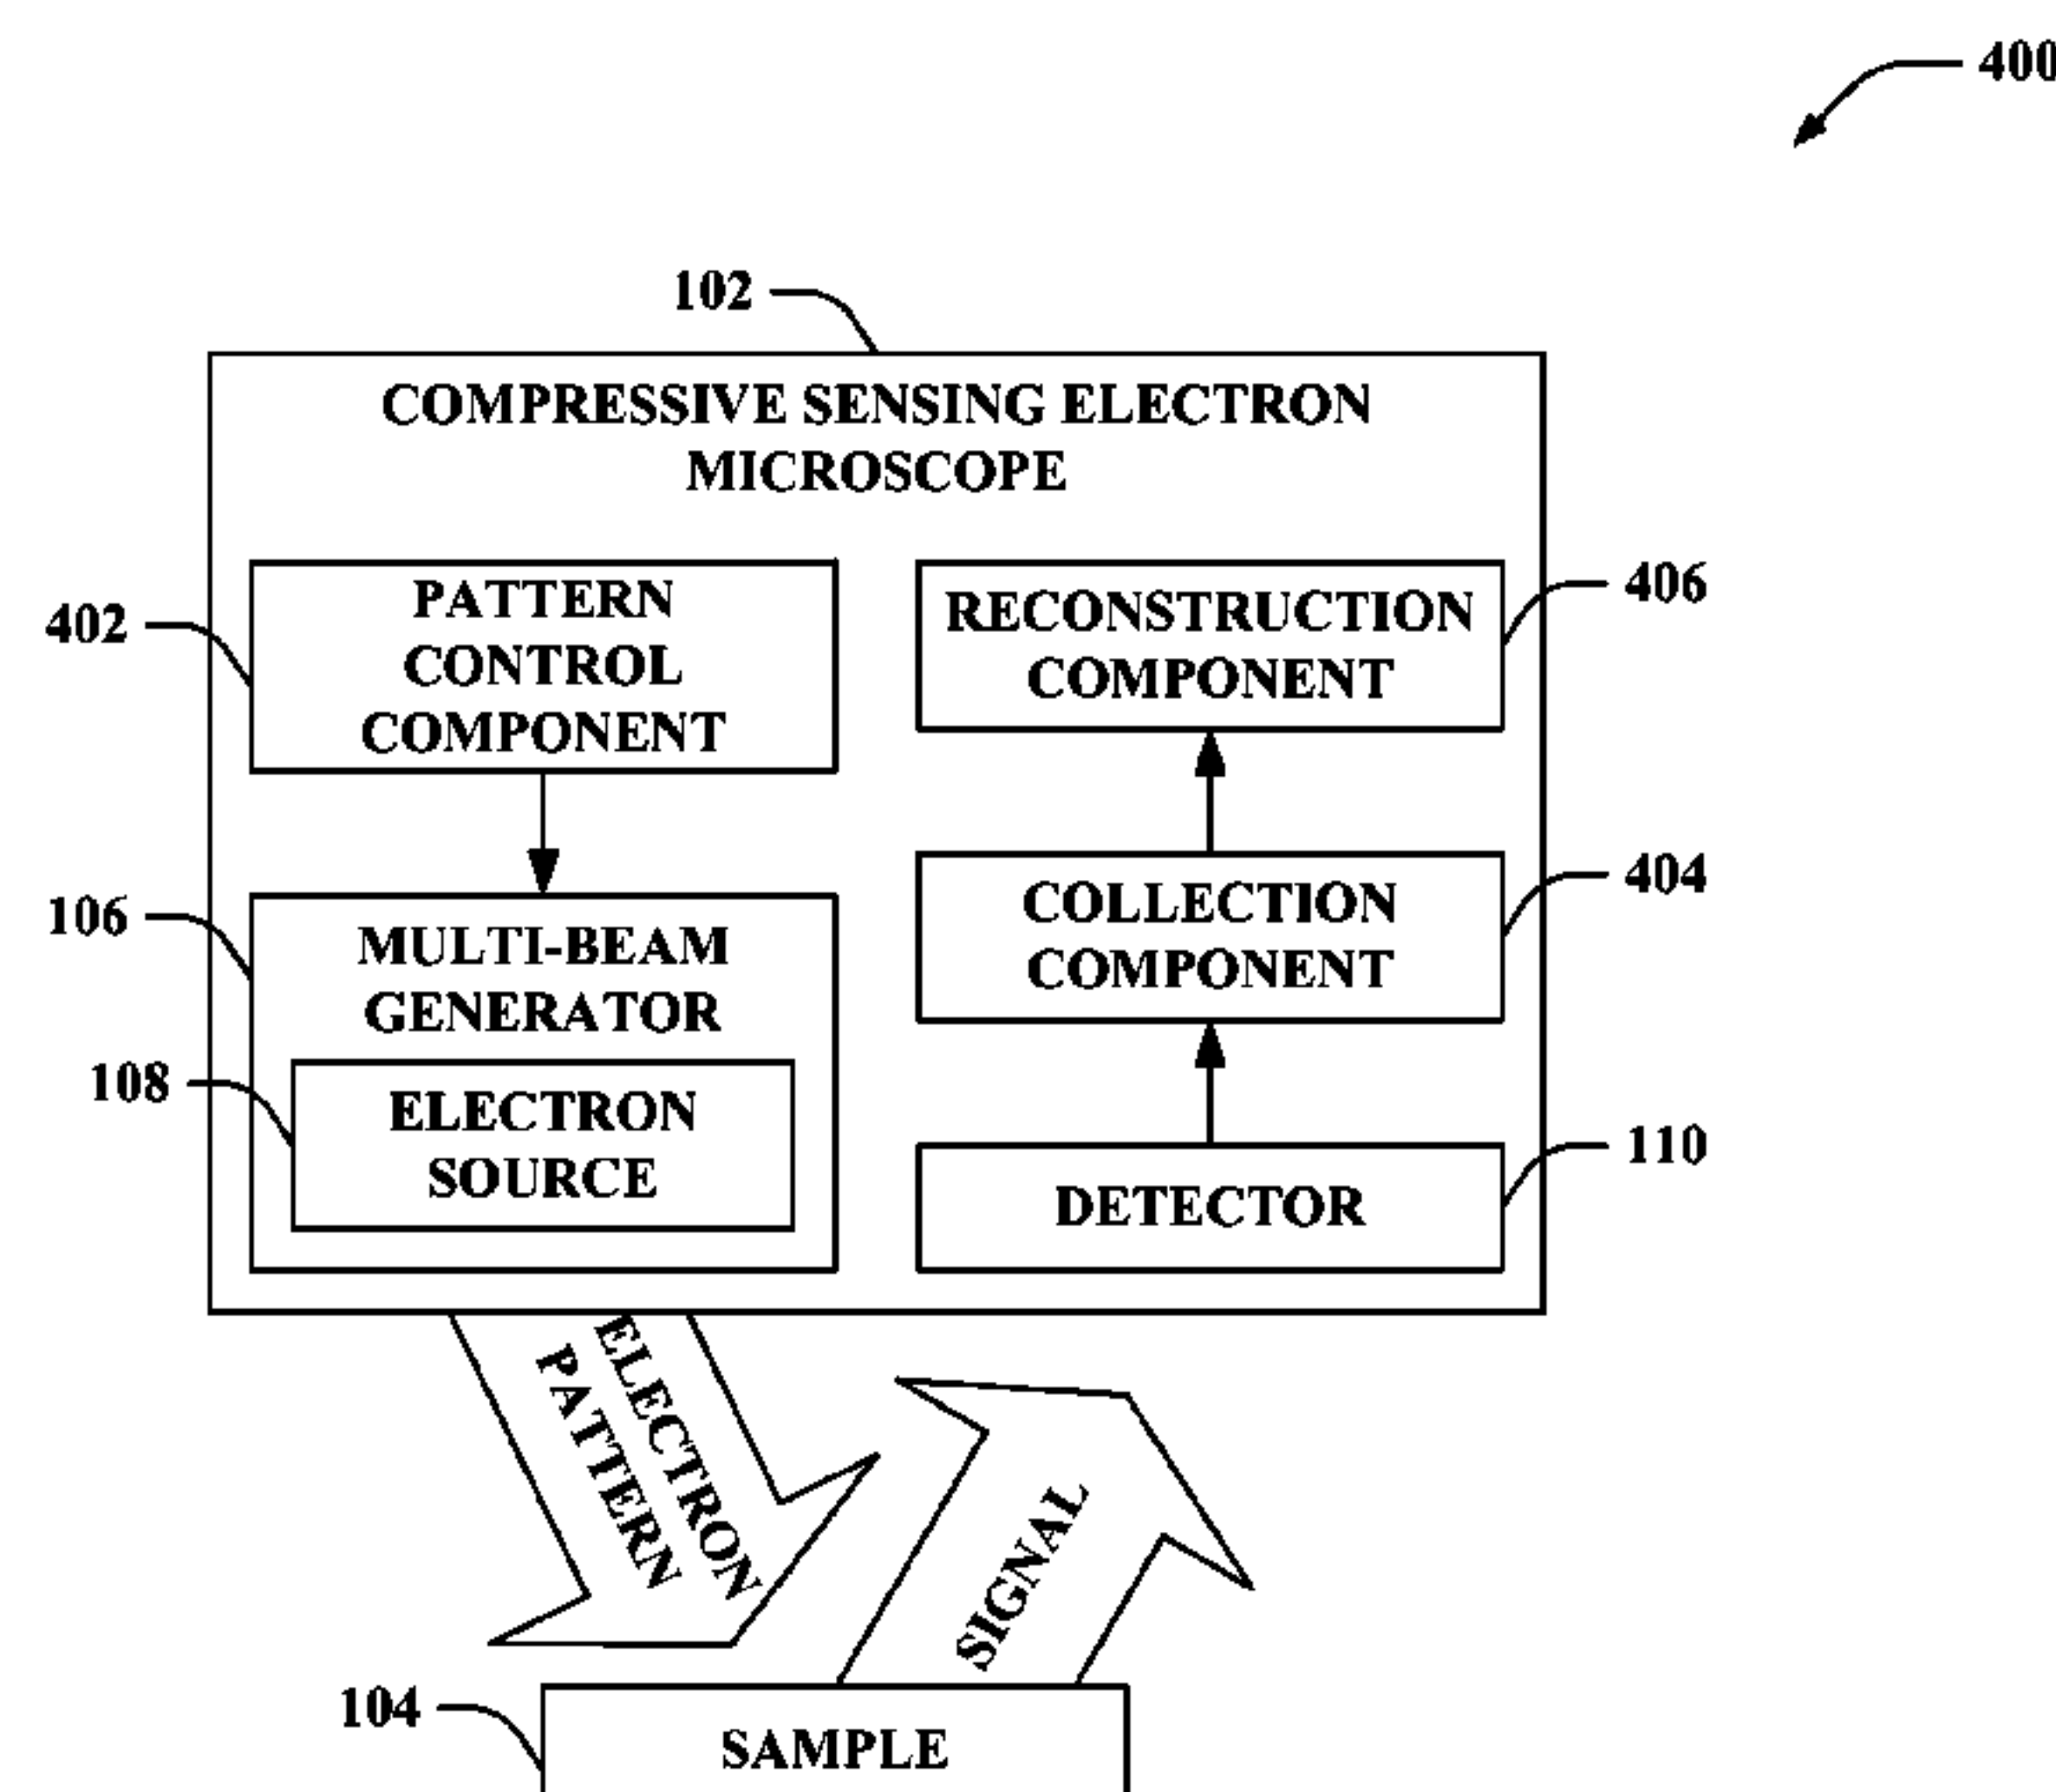 400
102
COMPRESSIVE SENSING ELECTRON
MICROSCOPE
402
PATTERN
CONTROL
COMPONENT
RECONSTRUCTION
COMPONENT
406
106
MULTI-BEAM
GENERATOR
COLLECTION
COMPONENT
404
108
ELECTRON
SOURCE
DETECTOR
110
ELECTRON
PATTERN
SIGNAL
104
SAMPLE